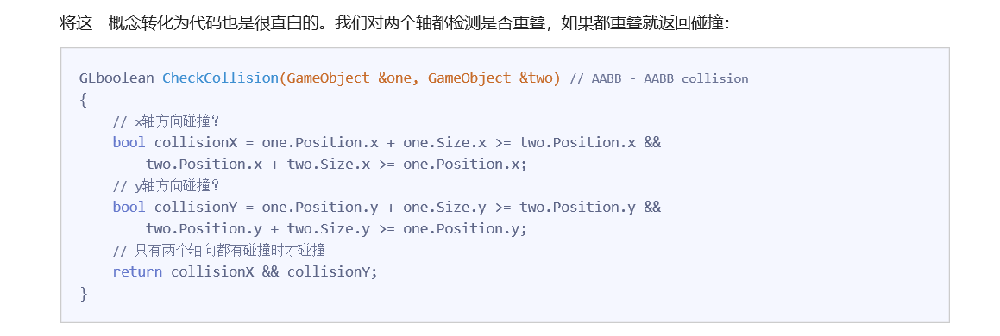 将这一概念转化为代码也是很直白的。我们对两个轴都检测是否重叠，如果都重叠就返回碰撞：
GLboolean CheckCollision(GameObject &one, GameObject &two) // AABB - AABB collision
{
    // x轴方向碰撞？
    bool collisionX = one.Position.x + one.Size.x >= two.Position.x &&
        two.Position.x + two.Size.x >= one.Position.x;
    // y轴方向碰撞？
    bool collisionY = one.Position.y + one.Size.y >= two.Position.y &&
        two.Position.y + two.Size.y >= one.Position.y;
    // 只有两个轴向都有碰撞时才碰撞
    return collisionX && collisionY;
}